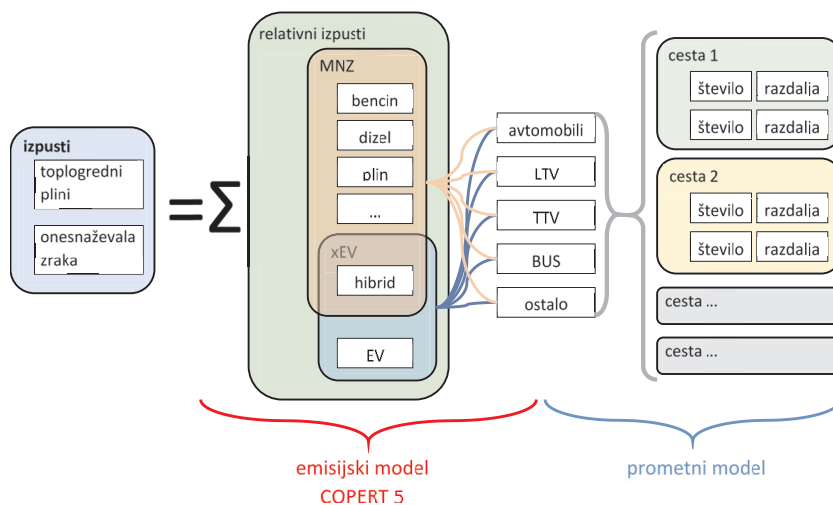 izpusti
toplogredni
plini
onesnaževala
zraka
=Σ
relativni izpusti
MNZ
bencin
dizel
plin
...
xEV
hibrid
EV
avtomobili
LTV
TTV
BUS
ostalo
cesta 1
število razdalja
število razdalja
cesta 2
število razdalja
število razdalja
cesta ...
cesta ...
emisijski model
COPERT 5
prometni model